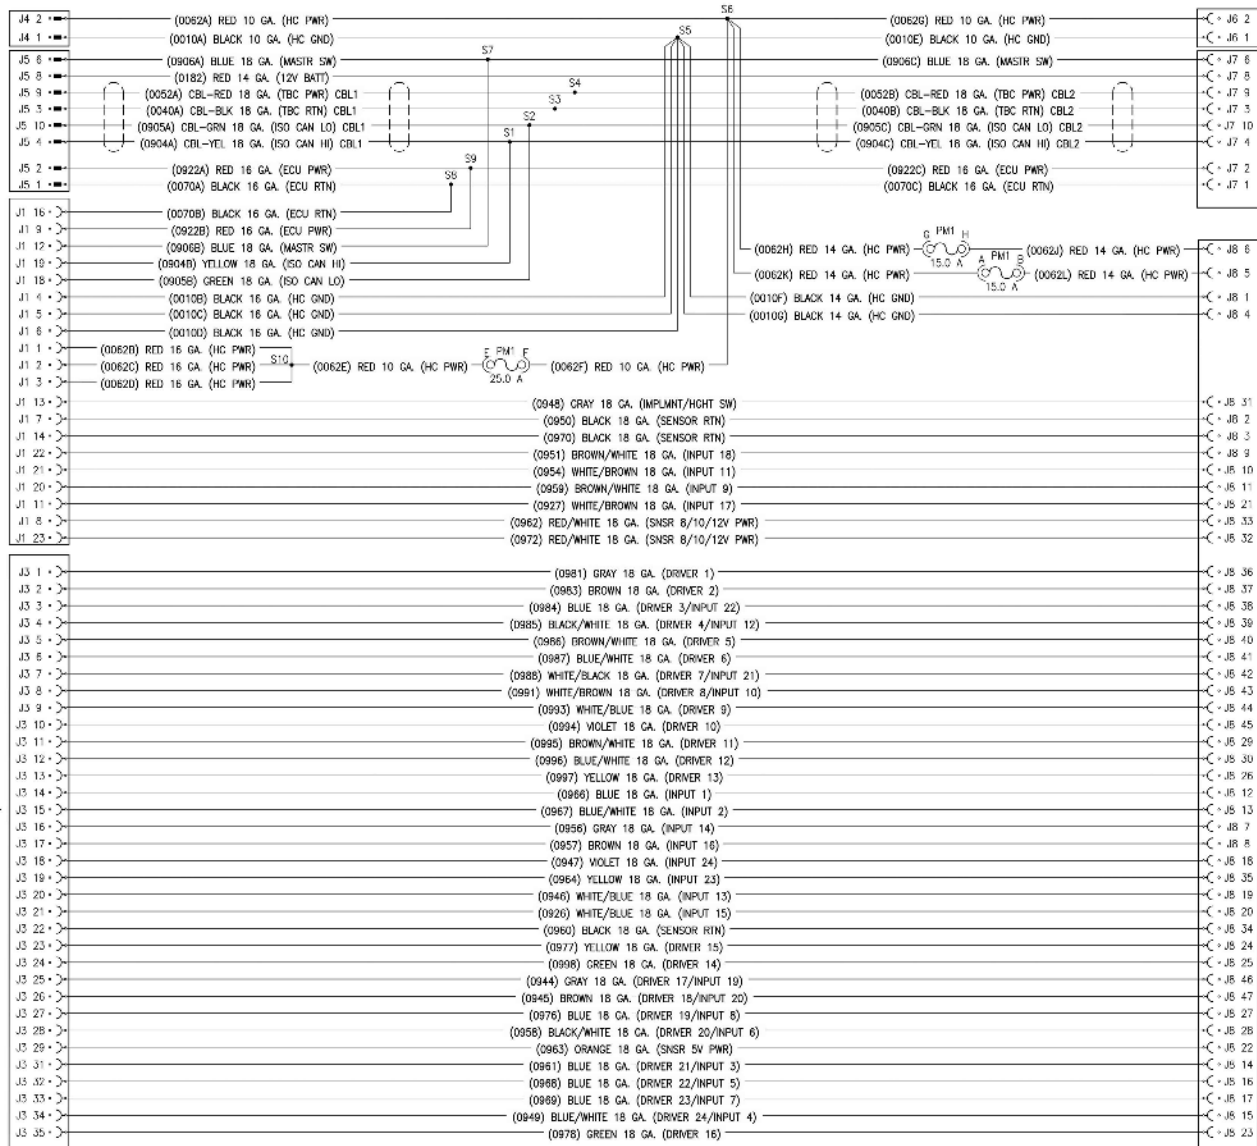 S6
J4 2 (0062A) RED 10 GA. (HC PWR) (0062G) RED 10 GA. (HC PWR) J6 2
J4 1 (0010A) BLACK 10 GA. (HC GND) S5 (0010E) BLACK 10 GA. (HC GND) J6 1
S7
J5 6 (0906A) BLUE 18 GA. (MASTR SW) (0906C) BLUE 18 GA. (MASTR SW) J7 6
J5 8 (0182) RED 14 GA. (12V BATT) J7 8
J5 9 (0052A) CBL-RED 18 GA. (TBC PWR) CBL1 S4 (0052B) CBL-RED 18 GA. (TBC PWR) CBL2 J7 9
J5 3 (0040A) CBL-BLK 18 GA. (TBC RTN) CBL1 S3 (0040B) CBL-BLK 18 GA. (TBC RTN) CBL2 J7 3
J5 10 (0905A) CBL-GRN 18 GA. (ISO CAN LO) CBL1 S2 (0905C) CBL-GRN 18 GA. (ISO CAN LO) CBL2 J7 10
J5 4 (0904A) CBL-YEL 18 GA. (ISO CAN HI) CBL1 S1 (0904C) CBL-YEL 18 GA. (ISO CAN HI) CBL2 J7 4
J5 2 (0922A) RED 16 GA. (ECU PWR) S9 (0922C) RED 16 GA. (ECU PWR) J7 2
J5 1 (0070A) BLACK 16 GA. (ECU RTN) S8 (0070C) BLACK 16 GA. (ECU RTN) J7 1
J1 16 (0070B) BLACK 16 GA. (ECU RTN)
J1 9 (0922B) RED 16 GA. (ECU PWR)
J1 12 (0906B) BLUE 18 GA. (MASTR SW) (0062H) RED 14 GA. (HC PWR) G PM1 H 15.0 A (0062J) RED 14 GA. (HC PWR) J8 6
J1 19 (0904B) YELLOW 18 GA. (ISO CAN HI)
J1 18 (0905B) GREEN 18 GA. (ISO CAN LO) (0062K) RED 14 GA. (HC PWR) A PM1 B 15.0 A (0062L) RED 14 GA. (HC PWR) J8 5
J1 4 (0010B) BLACK 16 GA. (HC GND) (0010F) BLACK 14 GA. (HC GND) J8 1
J1 5 (0010C) BLACK 16 GA. (HC GND) (0010G) BLACK 14 GA. (HC GND) J8 4
J1 6 (0010D) BLACK 16 GA. (HC GND)
J1 1 (0062B) RED 16 GA. (HC PWR)
J1 2 (0062C) RED 16 GA. (HC PWR) S10 (0062E) RED 10 GA. (HC PWR) E PM1 F 25.0 A (0062F) RED 10 GA. (HC PWR)
J1 3 (0062D) RED 16 GA. (HC PWR)
J1 13 (0948) GRAY 18 GA. (IMPLMNT/HGHT SW) J8 31
J1 7 (0950) BLACK 18 GA. (SENSOR RTN) J8 2
J1 14 (0970) BLACK 18 GA. (SENSOR RTN) J8 3
J1 22 (0951) BROWN/WHITE 18 GA. (INPUT 18) J8 9
J1 21 (0954) WHITE/BROWN 18 GA. (INPUT 11) J8 10
J1 20 (0959) BROWN/WHITE 18 GA. (INPUT 9) J8 11
J1 11 (0927) WHITE/BROWN 18 GA. (INPUT 17) J8 21
J1 8 (0962) RED/WHITE 18 GA. (SNSR 8/10/12V PWR) J8 33
J1 23 (0972) RED/WHITE 18 GA. (SNSR 8/10/12V PWR) J8 32
J3 1 (0981) GRAY 18 GA. (DRIVER 1) J8 36
J3 2 (0983) BROWN 18 GA. (DRIVER 2) J8 37
J3 3 (0984) BLUE 18 GA. (DRIVER 3/INPUT 22) J8 38
J3 4 (0985) BLACK/WHITE 18 GA. (DRIVER 4/INPUT 12) J8 39
J3 5 (0986) BROWN/WHITE 18 GA. (DRIVER 5) J8 40
J3 6 (0987) BLUE/WHITE 18 GA. (DRIVER 6) J8 41
J3 7 (0988) WHITE/BLACK 18 GA. (DRIVER 7/INPUT 21) J8 42
J3 8 (0991) WHITE/BROWN 18 GA. (DRIVER 8/INPUT 10) J8 43
J3 9 (0993) WHITE/BLUE 18 GA. (DRIVER 9) J8 44
J3 10 (0994) VIOLET 18 GA. (DRIVER 10) J8 45
J3 11 (0995) BROWN/WHITE 18 GA. (DRIVER 11) J8 29
J3 12 (0996) BLUE/WHITE 18 GA. (DRIVER 12) J8 30
J3 13 (0997) YELLOW 18 GA. (DRIVER 13) J8 26
J3 14 (0966) BLUE 18 GA. (INPUT 1) J8 12
J3 15 (0967) BLUE/WHITE 18 GA. (INPUT 2) J8 13
J3 16 (0956) GRAY 18 GA. (INPUT 14) J8 7
J3 17 (0957) BROWN 18 GA. (INPUT 16) J8 8
J3 18 (0947) VIOLET 18 GA. (INPUT 24) J8 18
J3 19 (0964) YELLOW 18 GA. (INPUT 23) J8 35
J3 20 (0946) WHITE/BLUE 18 GA. (INPUT 13) J8 19
J3 21 (0926) WHITE/BLUE 18 GA. (INPUT 15) J8 20
J3 22 (0960) BLACK 18 GA. (SENSOR RTN) J8 34
J3 23 (0977) YELLOW 18 GA. (DRIVER 15) J8 24
J3 24 (0998) GREEN 18 GA. (DRIVER 14) J8 25
J3 25 (0944) GRAY 18 GA. (DRIVER 17/INPUT 19) J8 46
J3 26 (0945) BROWN 18 GA. (DRIVER 18/INPUT 20) J8 47
J3 27 (0976) BLUE 18 GA. (DRIVER 19/INPUT 8) J8 27
J3 28 (0958) BLACK/WHITE 18 GA. (DRIVER 20/INPUT 6) J8 28
J3 29 (0963) ORANGE 18 GA. (SNSR 5V PWR) J8 22
J3 31 (0961) BLUE 18 GA. (DRIVER 21/INPUT 3) J8 14
J3 32 (0968) BLUE 18 GA. (DRIVER 22/INPUT 5) J8 16
J3 33 (0969) BLUE 18 GA. (DRIVER 23/INPUT 7) J8 17
J3 34 (0949) BLUE/WHITE 18 GA. (DRIVER 24/INPUT 4) J8 15
J3 35 (0978) GREEN 18 GA. (DRIVER 16) J8 23